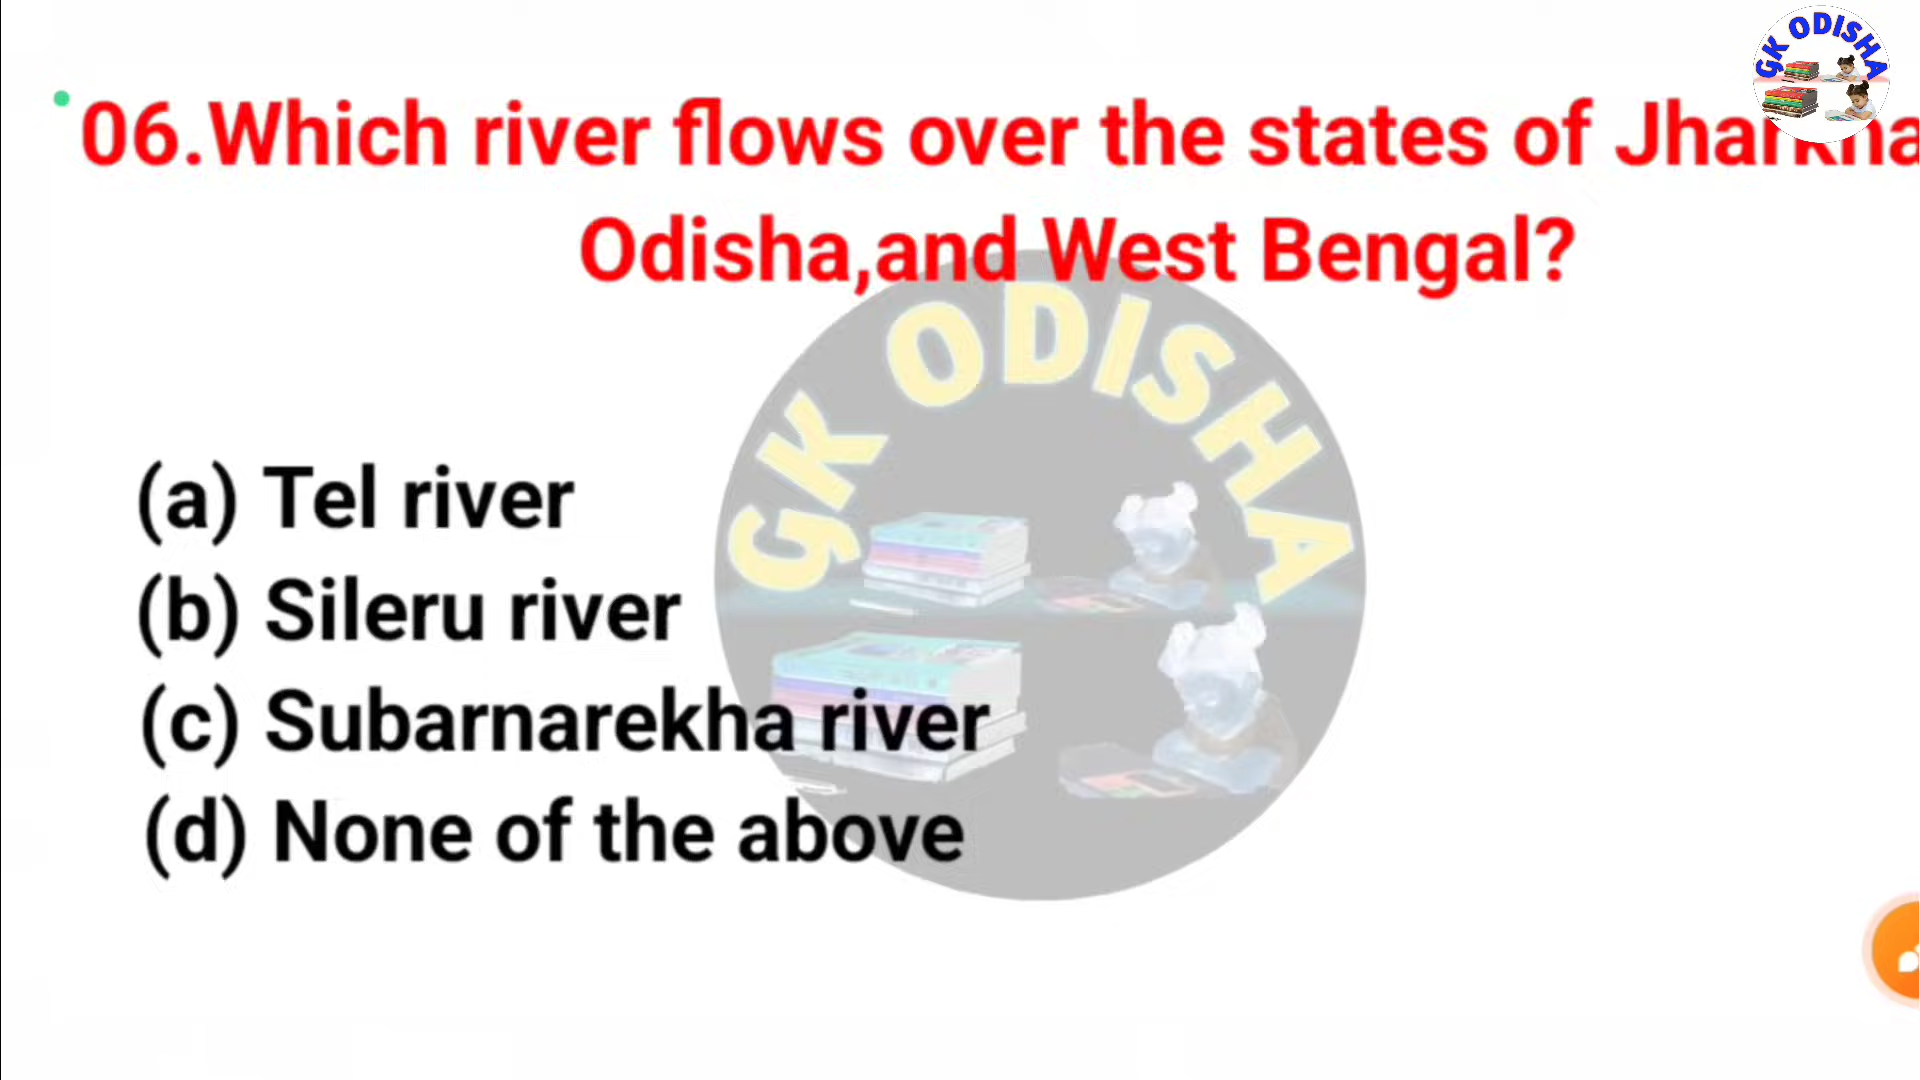 GK ODISHA
06.Which river flows over the states of Jharkha
Odisha,and West Bengal?
GK ODISHA
(a) Tel river
(b) Sileru river
(c) Subarnarekha river
(d) None of the above